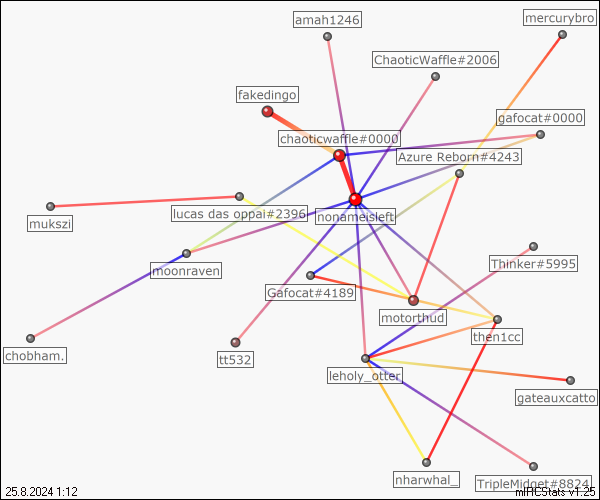 amah1246
mercurybro
ChaoticWaffle#2006
fakedingo
gafocat#0000
chaoticwaffle#0000
Azure Reborn#4243
lucas das oppai#2396
nonameisleft
mukszi
moonraven
Thinker#5995
Gafocat#4189
motorthud
then1cc
chobham.
tt532
leholy_otter
gateauxcatto
nharwhal_
TripleMidget#8824
25.8.2024 1:12
mIRCStats v1.25